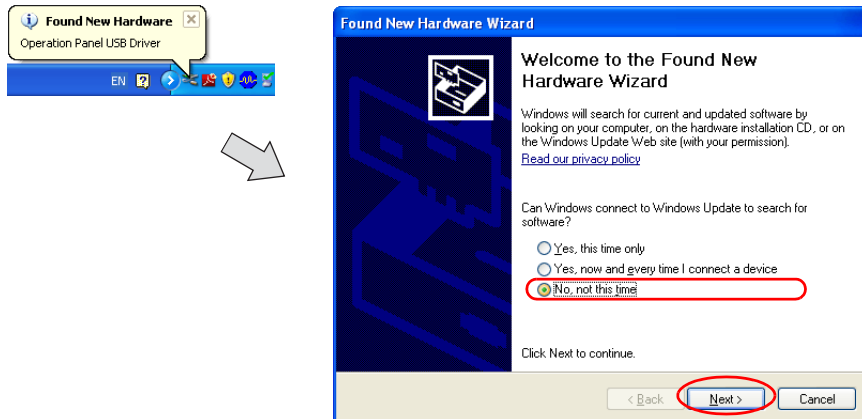 Found New Hardware
Operation Panel USB Driver
EN
Found New Hardware Wizard
Welcome to the Found New
Hardware Wizard
Windows will search for current and updated software by
looking on your computer, on the hardware installation CD, or on
the Windows Update Web site (with your permission).
Read our privacy policy
Can Windows connect to Windows Update to search for
software?
Yes, this time only
Yes, now and every time I connect a device
No, not this time
Click Next to continue.
< Back
Next >
Cancel